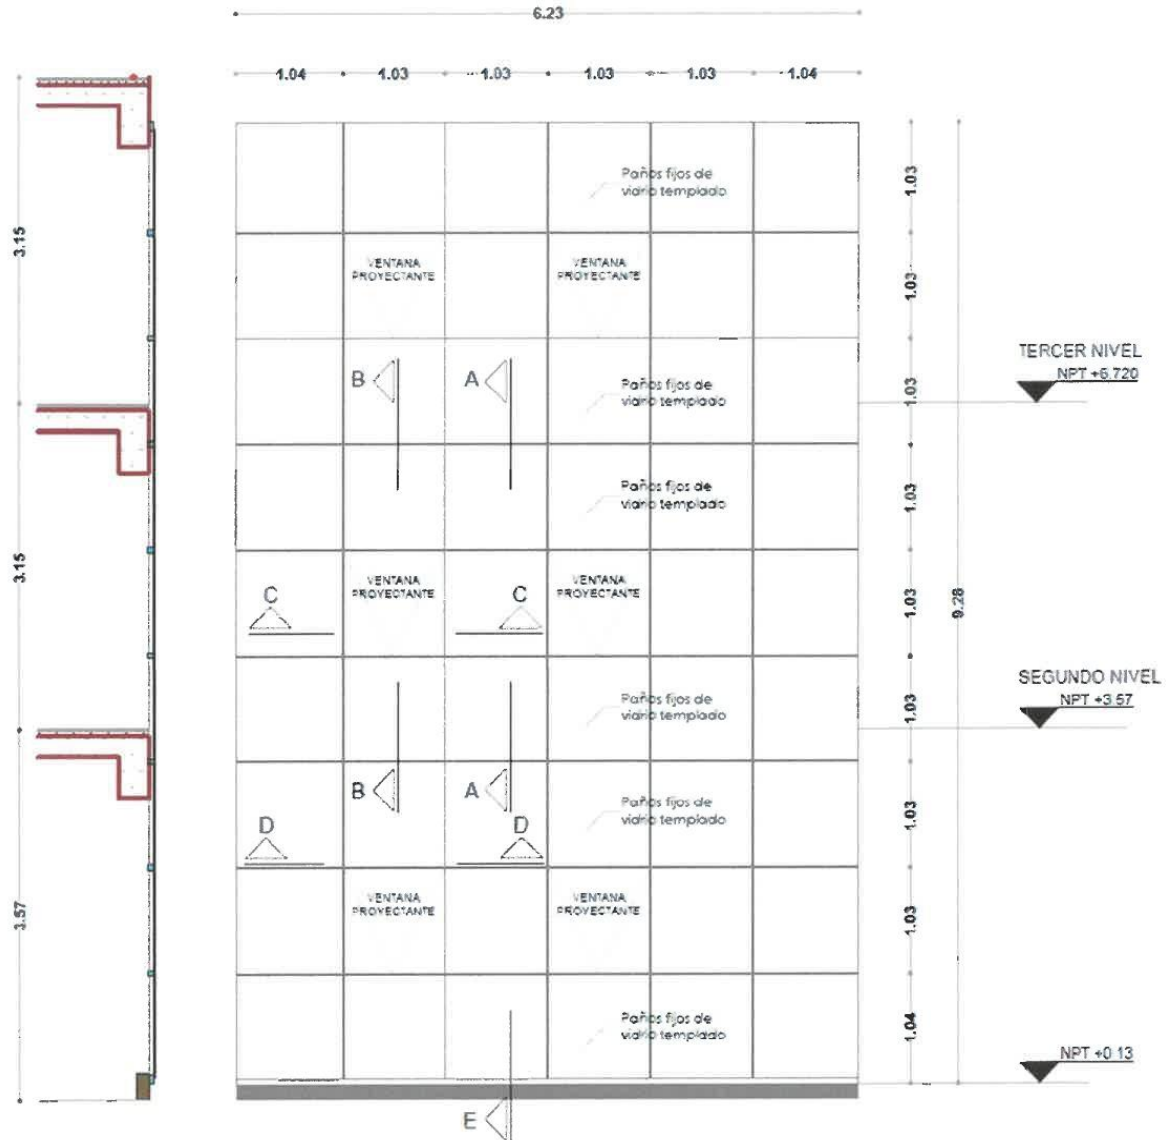 6.23
1.04 1.03 1.03 1.03 1.03 1.04
3.15
3.15
3.57
Paños fijos de
vidrio templado
VENTANA
PROYECTANTE
VENTANA
PROYECTANTE
B
A
Paños fijos de
vidrio templado
Paños fijos de
vidrio templado
C
VENTANA
PROYECTANTE
C
VENTANA
PROYECTANTE
Paños fijos de
vidrio templado
B
A
Paños fijos de
vidrio templado
D
D
VENTANA
PROYECTANTE
VENTANA
PROYECTANTE
Paños fijos de
vidrio templado
E
1.03
1.03
1.03
1.03
1.03
1.03
1.03
1.03
1.04
9.28
TERCER NIVEL
NPT +6.720
SEGUNDO NIVEL
NPT +3.57
NPT +0.13